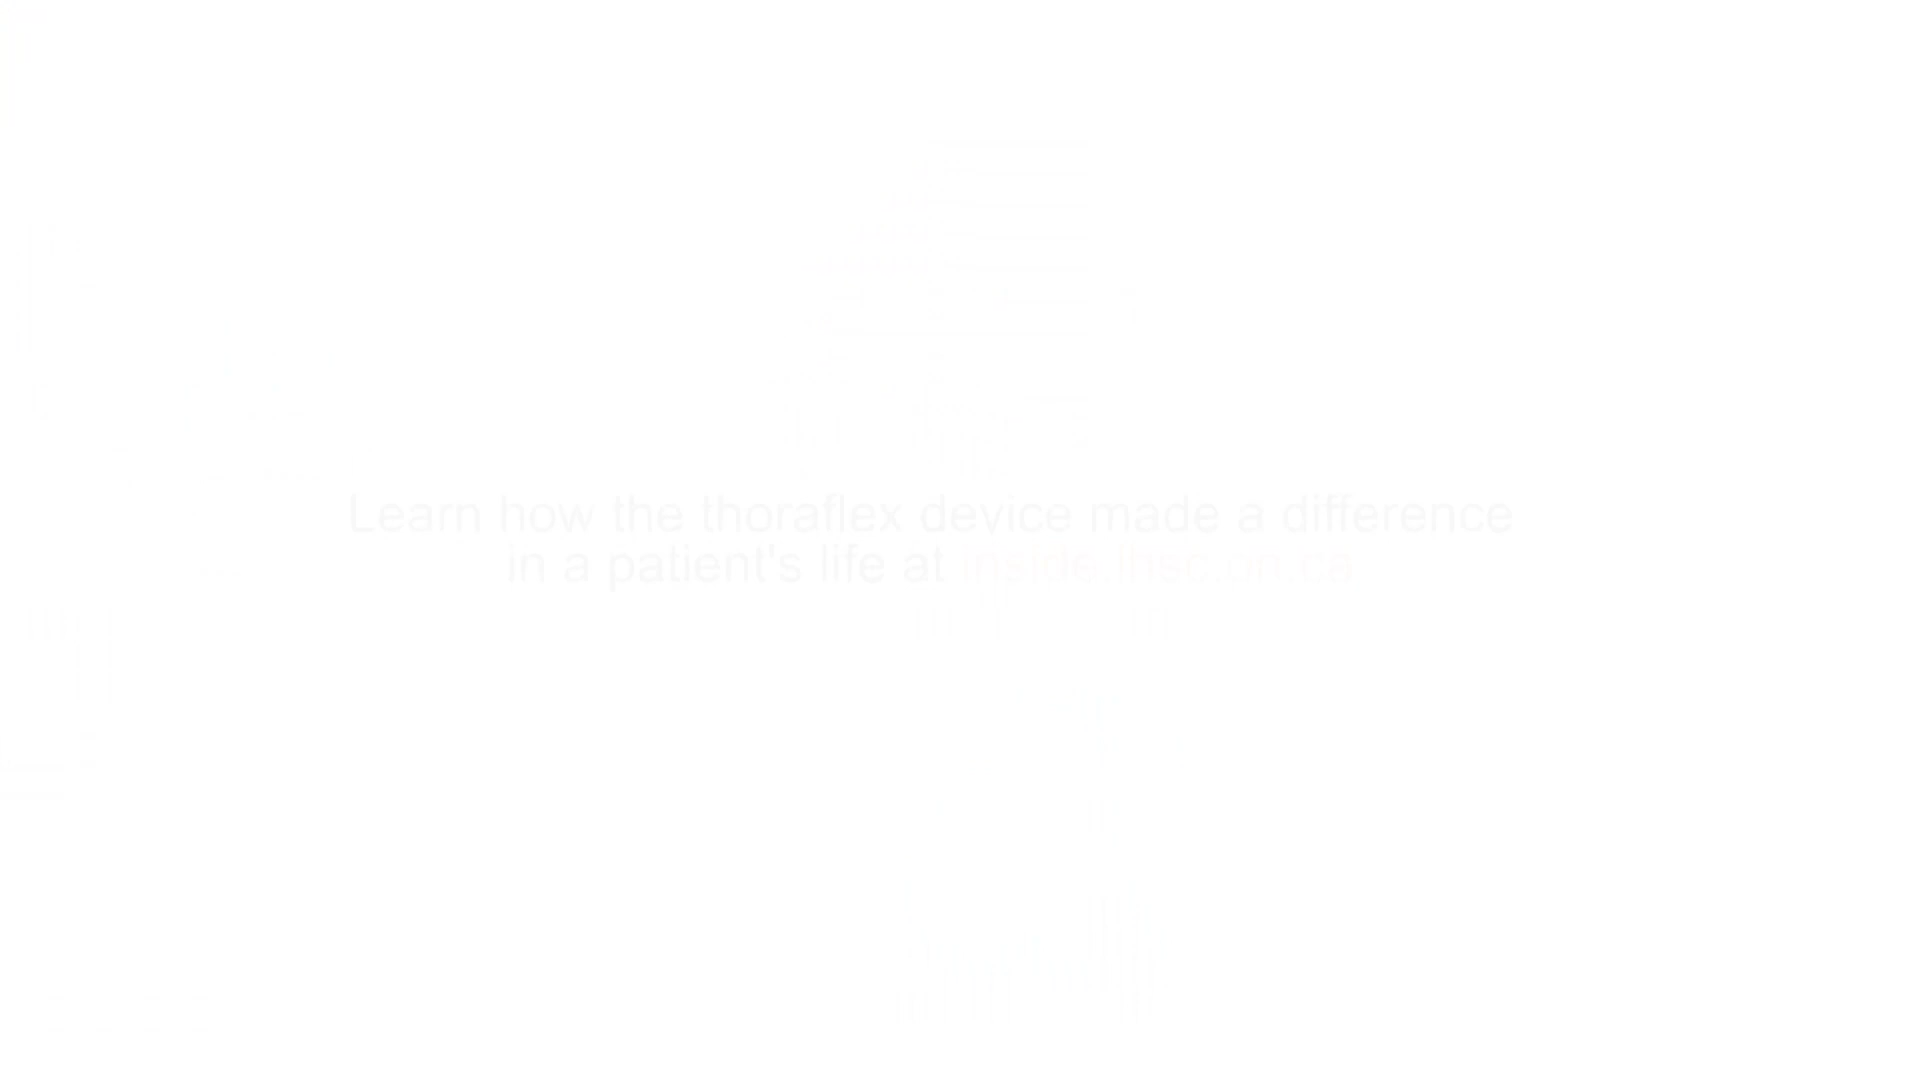 Learn how the thoraflex device made a difference
in a patient's life at inside.lhsc.on.ca